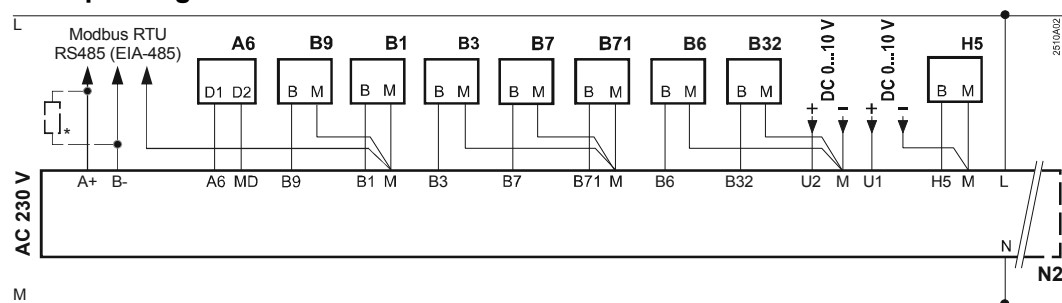 L
Modbus RTU
RS485 (EIA-485)
A6 B9 B1 B3 B7 B71 B6 B32 DC 0...10 V DC 0...10 V H5
2510A02
D1 D2 B M B M B M B M B M B M B M + - + - B M
*
A+ B- A6 MD B9 B1 M B3 B7 B71 M B6 B32 U2 M U1 H5 M L
AC 230 V
N
N2
M